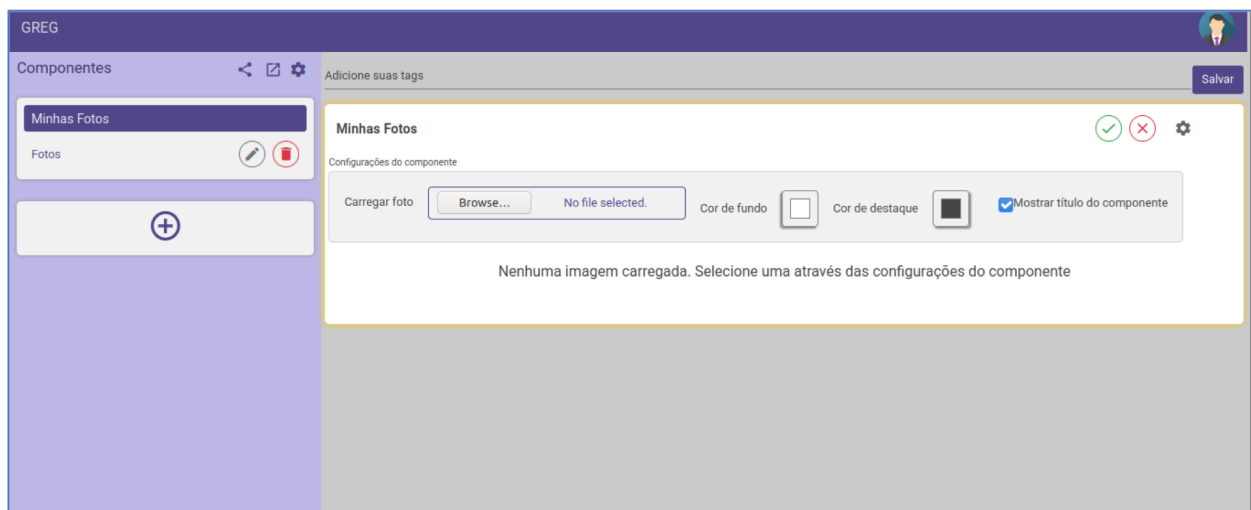 GREG
Componentes
Minhas Fotos
Fotos
Adicione suas tags
Salvar
Minhas Fotos
Configurações do componente
Carregar foto
Browse...
No file selected.
Cor de fundo
Cor de destaque
Mostrar título do componente
Nenhuma imagem carregada. Selecione uma através das configurações do componente